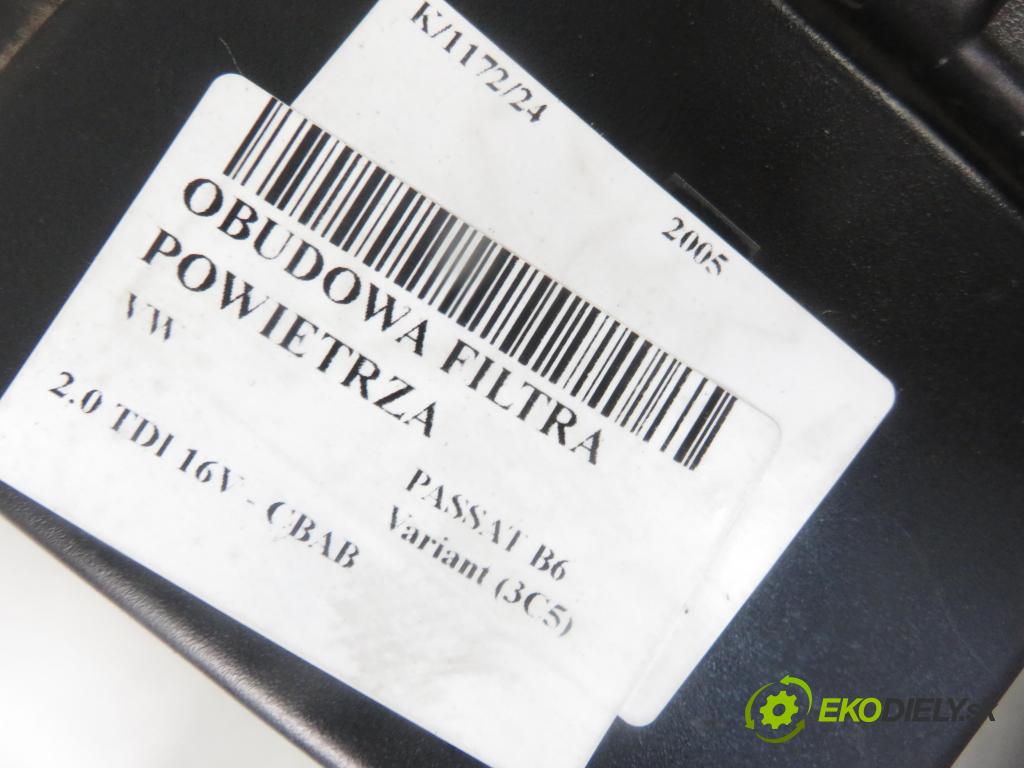 K/1172/24
2005
OBUDOWA FILTRA
POWIETRZA
VW
PASSAT B6
Variant (3C5)
2.0 TDI 16V - CBAB
EKODIELY.sk